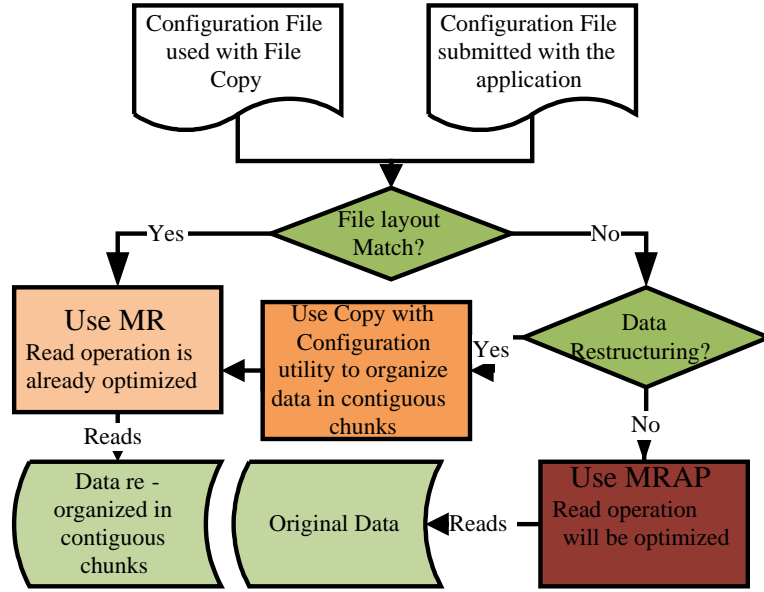 Configuration File
used with File
Copy
Configuration File
submitted with the
application
File layout
Match?
Yes
No
Use MR
Read operation is
already optimized
Use Copy with
Configuration
utility to organize
data in contiguous
chunks
Yes
Data
Restructuring?
Reads
No
Data re -
organized in
contiguous
chunks
Original Data
Reads
Use MRAP
Read operation
will be optimized